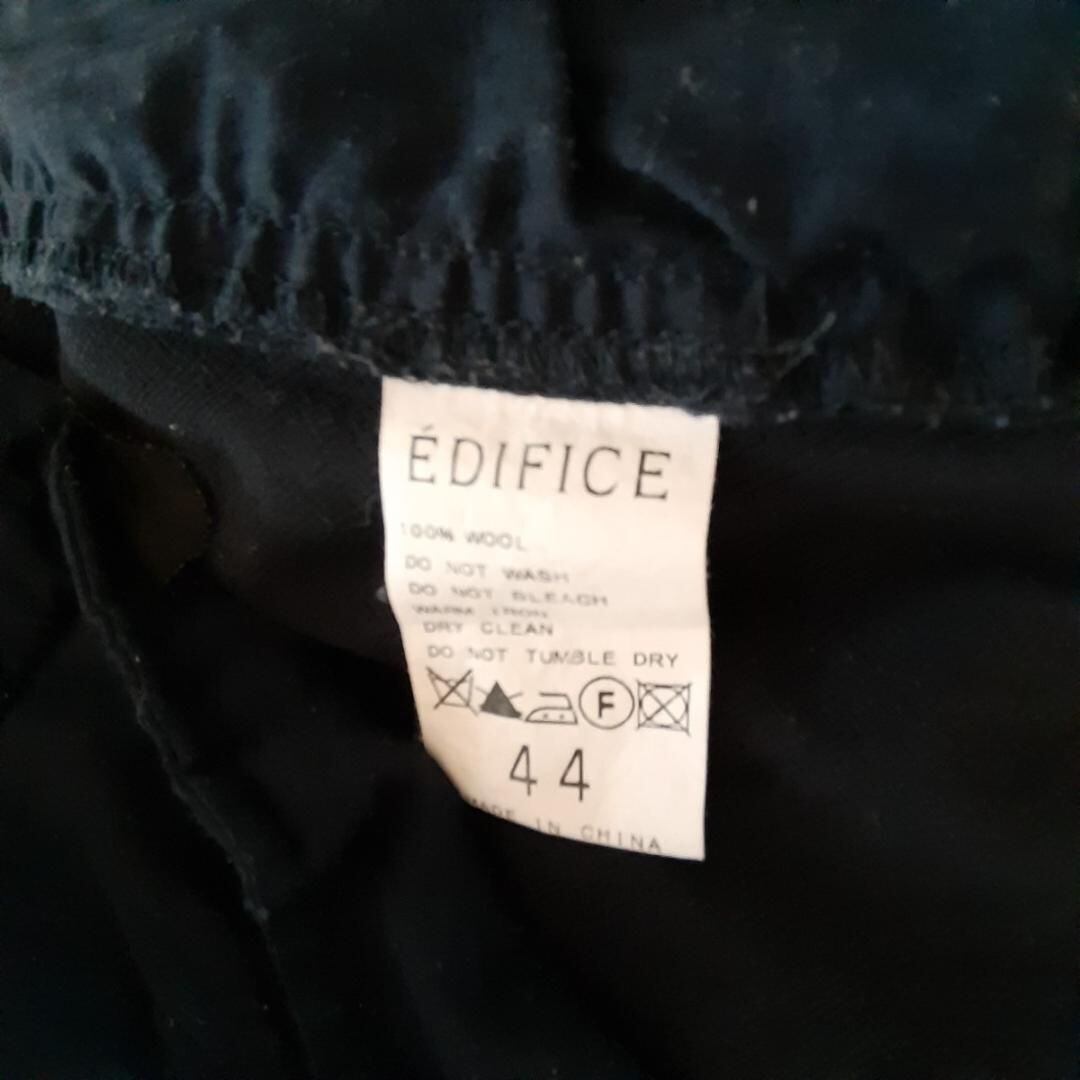 ÉDIFICE
100% WOOL
DO NOT WASH
DO NOT BLEACH
WARM IRON
DRY CLEAN
DO NOT TUMBLE DRY
F
44
MADE IN CHINA